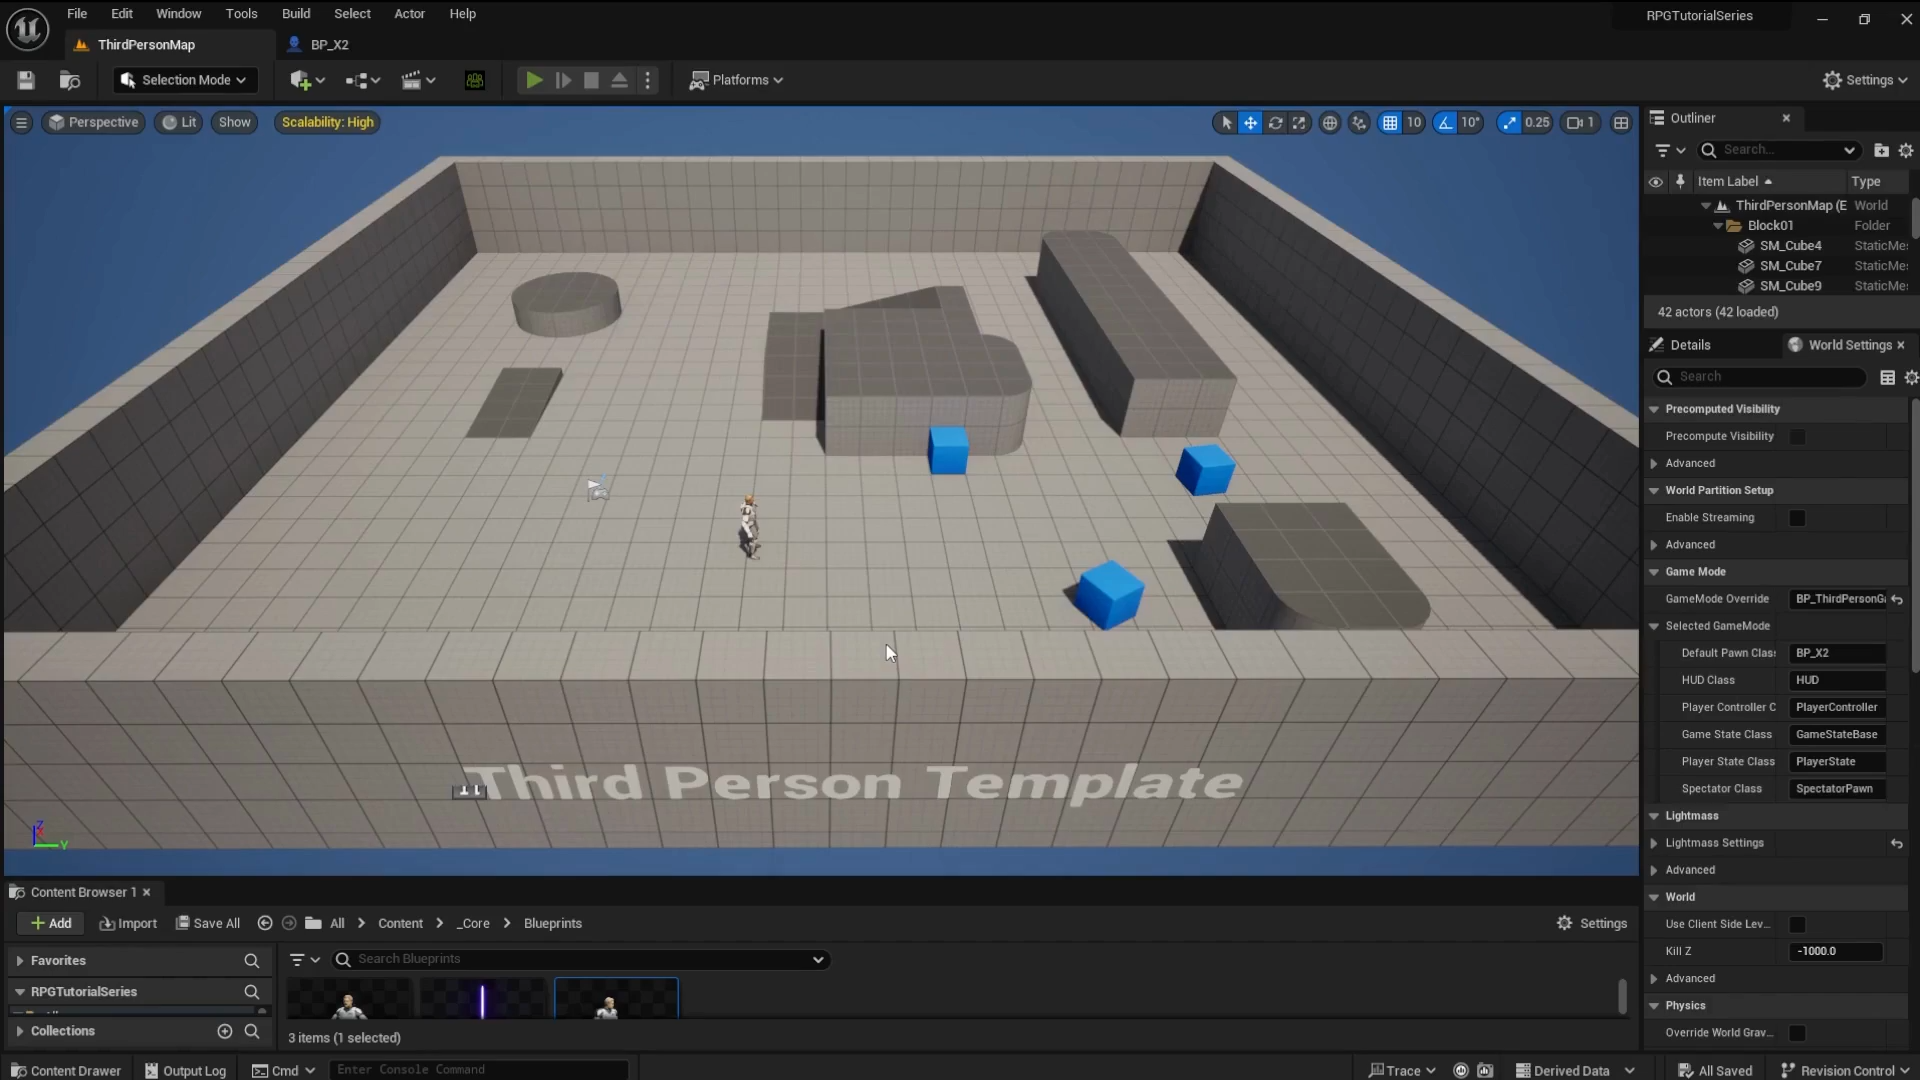 File Edit Window Tools Build Select Actor Help
RPGTutorialSeries
ThirdPersonMap
BP_X2
Selection Mode
Platforms
Settings
Perspective
Lit
Show
Scalability: High
10
10°
0.25
1
Outliner
Search...
Item Label
Type
ThirdPersonMap (E World
Block01 Folder
SM_Cube4 StaticMe
SM_Cube7 StaticMe
SM_Cube9 StaticMe
42 actors (42 loaded)
Details
World Settings
Search
Precomputed Visibility
Precompute Visibility
Advanced
World Partition Setup
Enable Streaming
Advanced
Game Mode
GameMode Override BP_ThirdPersonGa
Selected GameMode
Default Pawn Class BP_X2
HUD Class HUD
Player Controller C PlayerController
Game State Class GameStateBase
Player State Class PlayerState
Spectator Class SpectatorPawn
Lightmass
Lightmass Settings
Advanced
World
Use Client Side Lev...
Kill Z -1000.0
Advanced
Physics
Override World Grav...
Third Person Template
Z
Y
Content Browser 1
Add
Import
Save All
All > Content > _Core > Blueprints
Settings
Favorites
Search Blueprints
RPGTutorialSeries
Collections
3 items (1 selected)
Content Drawer
Output Log
Cmd
Enter Console Command
Trace
Derived Data
All Saved
Revision Control